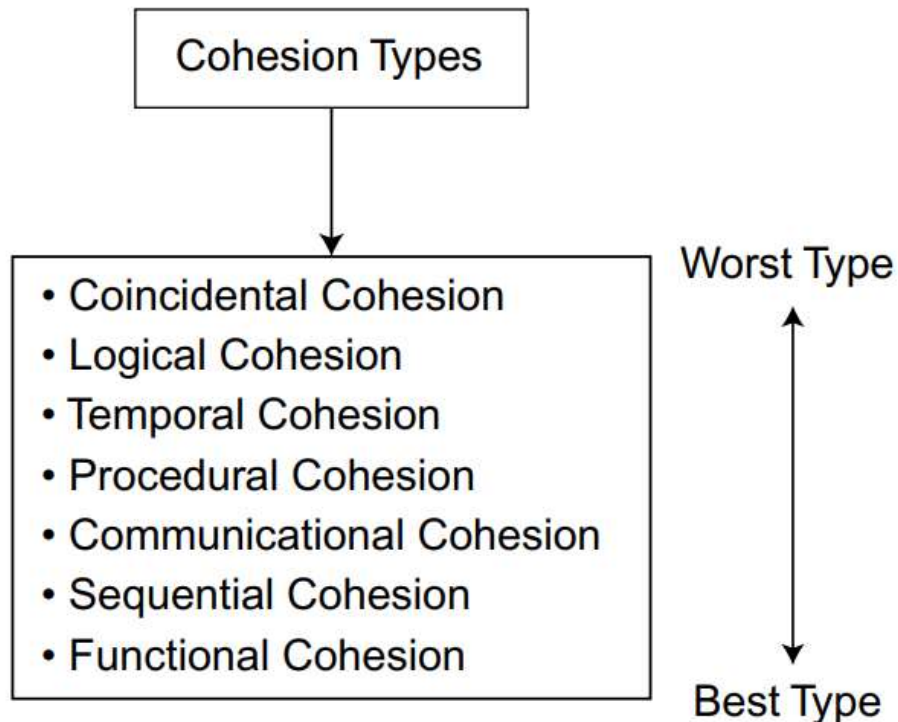 Cohesion Types
Worst Type
• Coincidental Cohesion
• Logical Cohesion
• Temporal Cohesion
• Procedural Cohesion
• Communicational Cohesion
• Sequential Cohesion
• Functional Cohesion
Best Type